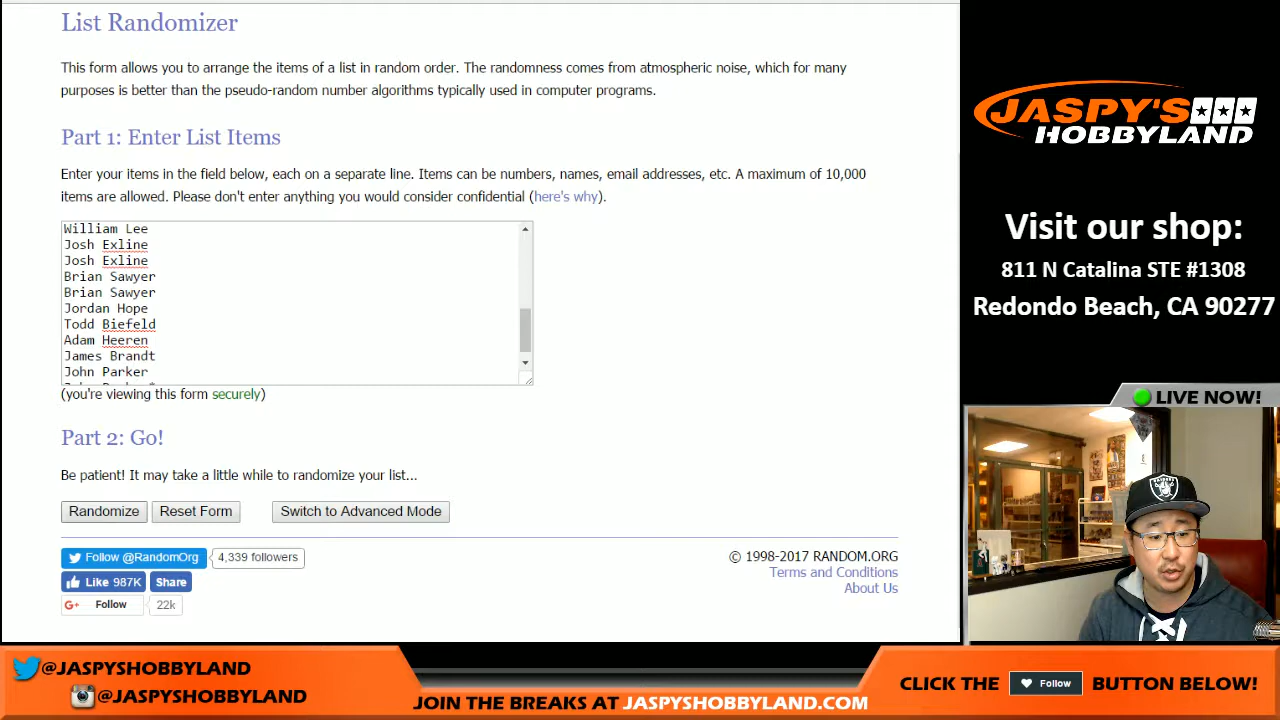 List Randomizer
This form allows you to arrange the items of a list in random order. The randomness comes from atmospheric noise, which for many
purposes is better than the pseudo-random number algorithms typically used in computer programs.
Part 1: Enter List Items
Enter your items in the field below, each on a separate line. Items can be numbers, names, email addresses, etc. A maximum of 10,000
items are allowed. Please don't enter anything you would consider confidential (here's why).
William Lee
Josh Exline
Josh Exline
Brian Sawyer
Brian Sawyer
Jordan Hope
Todd Biefeld
Adam Heeren
James Brandt
John Parker
(you're viewing this form securely)
Part 2: Go!
Be patient! It may take a little while to randomize your list...
Randomize Reset Form Switch to Advanced Mode
Follow @RandomOrg 4,339 followers
Like 987K Share
Follow 22k
© 1998-2017 RANDOM.ORG
Terms and Conditions
About Us
JASPY'S
HOBBYLAND
Visit our shop:
811 N Catalina STE #1308
Redondo Beach, CA 90277
LIVE NOW!
RAIDERS
@JASPYSHOBBYLAND
@JASPYSHOBBYLAND
JOIN THE BREAKS AT JASPYSHOBBYLAND.COM
CLICK THE Follow BUTTON BELOW!